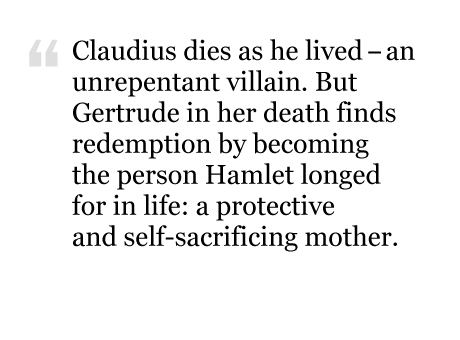 “
Claudius dies as he lived – an
unrepentant villain. But
Gertrude in her death finds
redemption by becoming
the person Hamlet longed
for in life: a protective
and self-sacrificing mother.